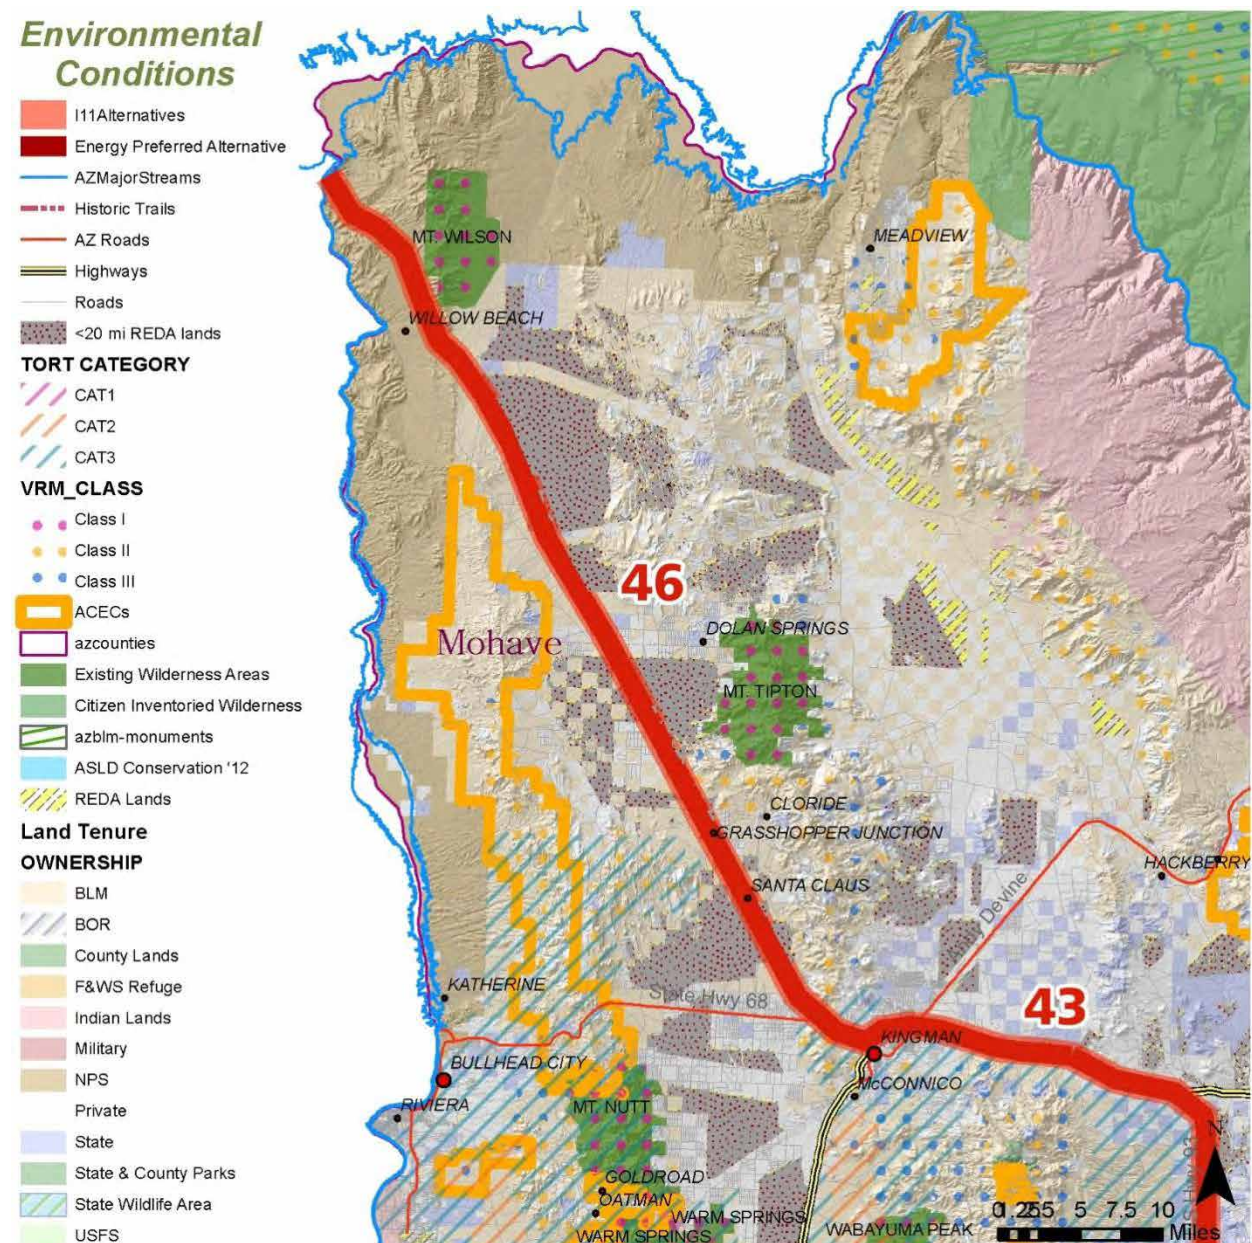 Environmental
Conditions
I11Alternatives
Energy Preferred Alternative
AZMajorStreams
Historic Trails
AZ Roads
Highways
Roads
<20 mi REDA lands
TORT CATEGORY
CAT1
CAT2
CAT3
VRM_CLASS
Class I
Class II
Class III
ACECs
azcounties
Existing Wilderness Areas
Citizen Inventoried Wilderness
azblm-monuments
ASLD Conservation '12
REDA Lands
Land Tenure
OWNERSHIP
BLM
BOR
County Lands
F&WS Refuge
Indian Lands
Military
NPS
Private
State
State & County Parks
State Wildlife Area
USFS
MEADVIEW
MT. WILSON
WILLOW BEACH
46
DOLAN SPRINGS
Mohave
MT. TIPTON
CLORIDE
GRASSHOPPER JUNCTION
HACKBERRY
SANTA CLAUS
Devine
KATHERINE
State Hwy 68
43
KINGMAN
BULLHEAD CITY
McCONNICO
RIVIERA
MT. NUTT
N
GOLDROAD
OATMAN
WARM SPRINGS
WARM SPRINGS
WABAYUMA PEAK
0 1.25 2.5 5 7.5 10
Miles